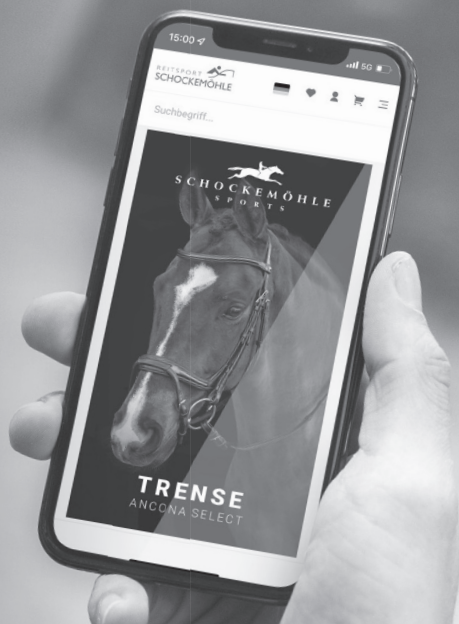 15:00
5G
REITSPORT
SCHOCKEMÖHLE
Suchbegriff...
SCHOCKEMÖHLE
SPORTS
TRENSE
ANCONA SELECT